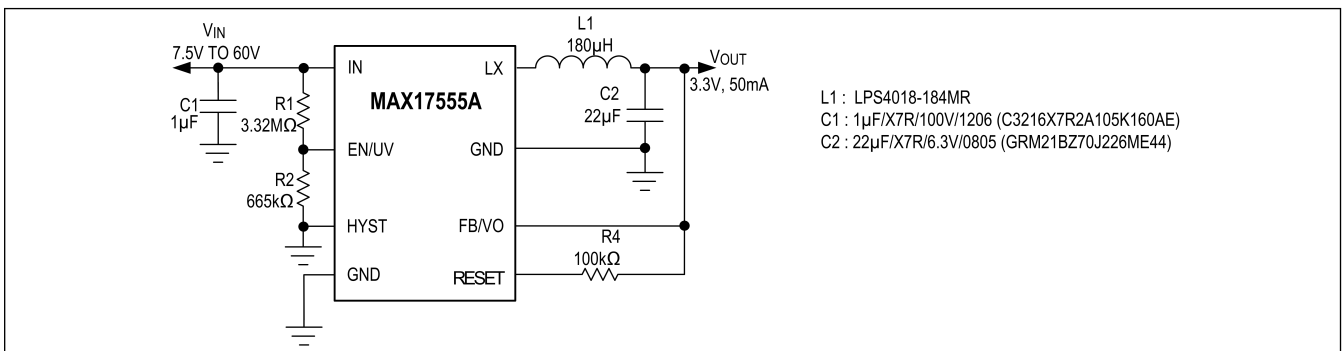 VIN
7.5V TO 60V
C1
1µF
R1
3.32MΩ
R2
665kΩ
IN
LX
MAX17555A
EN/UV
GND
HYST
FB/VO
GND
RESET
L1
180µH
C2
22µF
VOUT
3.3V, 50mA
R4
100kΩ
L1 : LPS4018-184MR
C1 : 1µF/X7R/100V/1206 (C3216X7R2A105K160AE)
C2 : 22µF/X7R/6.3V/0805 (GRM21BZ70J226ME44)